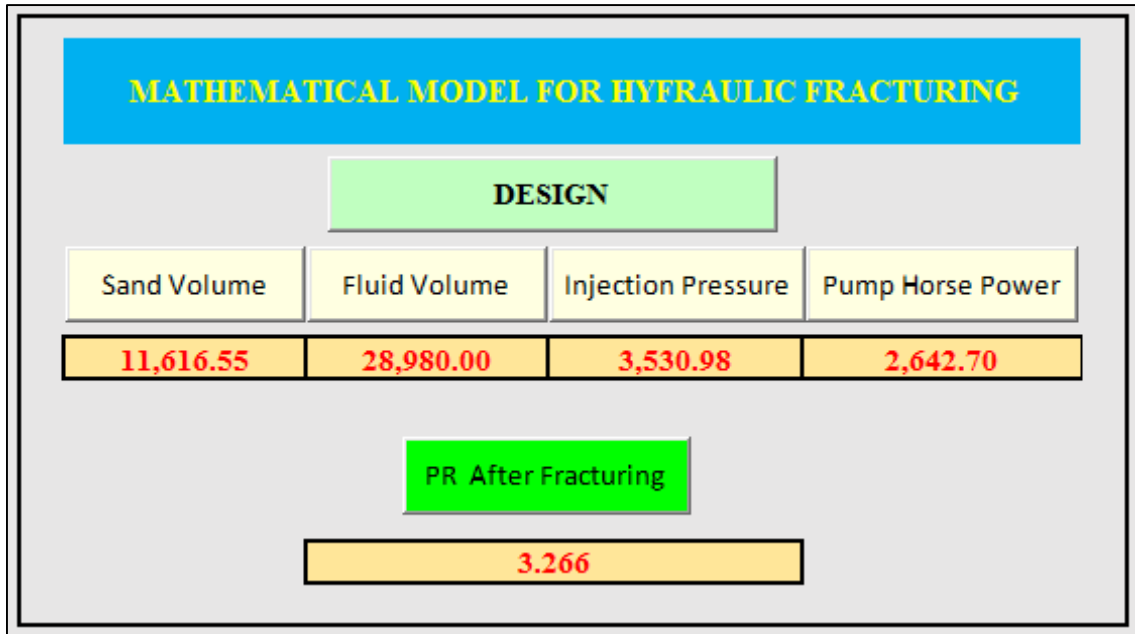 MATHEMATICAL MODEL FOR HYFRAULIC FRACTURING
DESIGN
Sand Volume Fluid Volume Injection Pressure Pump Horse Power
11,616.55 28,980.00 3,530.98 2,642.70
PR After Fracturing
3.266